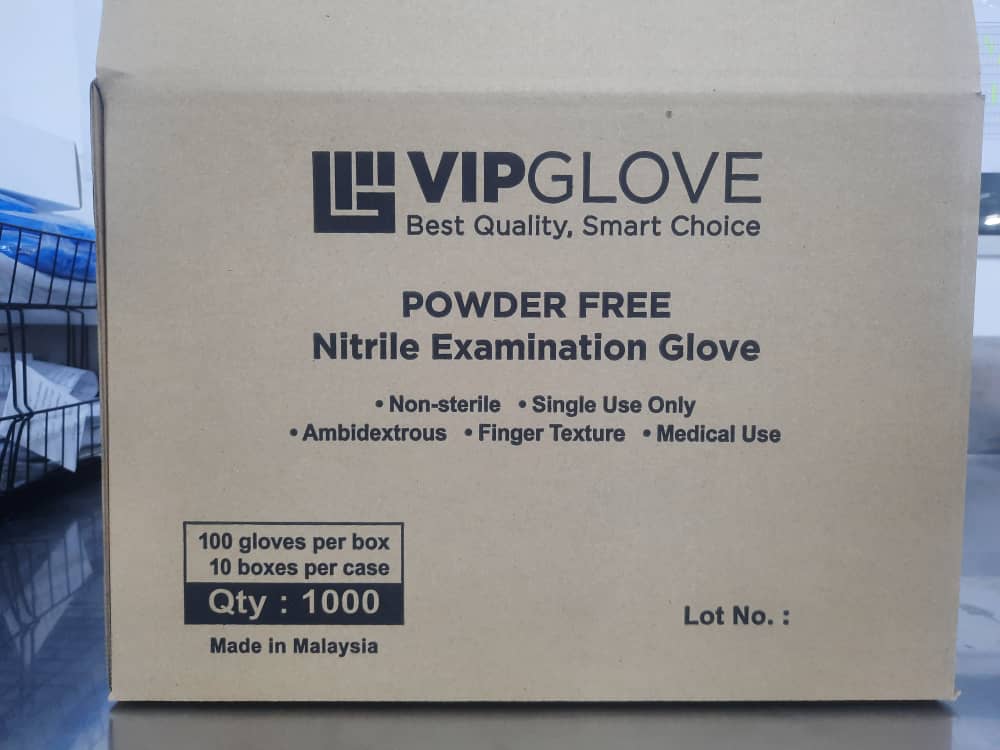 VIPGLOVE
Best Quality, Smart Choice
POWDER FREE
Nitrile Examination Glove
• Non-sterile • Single Use Only
• Ambidextrous • Finger Texture • Medical Use
100 gloves per box
10 boxes per case
Qty : 1000
Made in Malaysia
Lot No. :